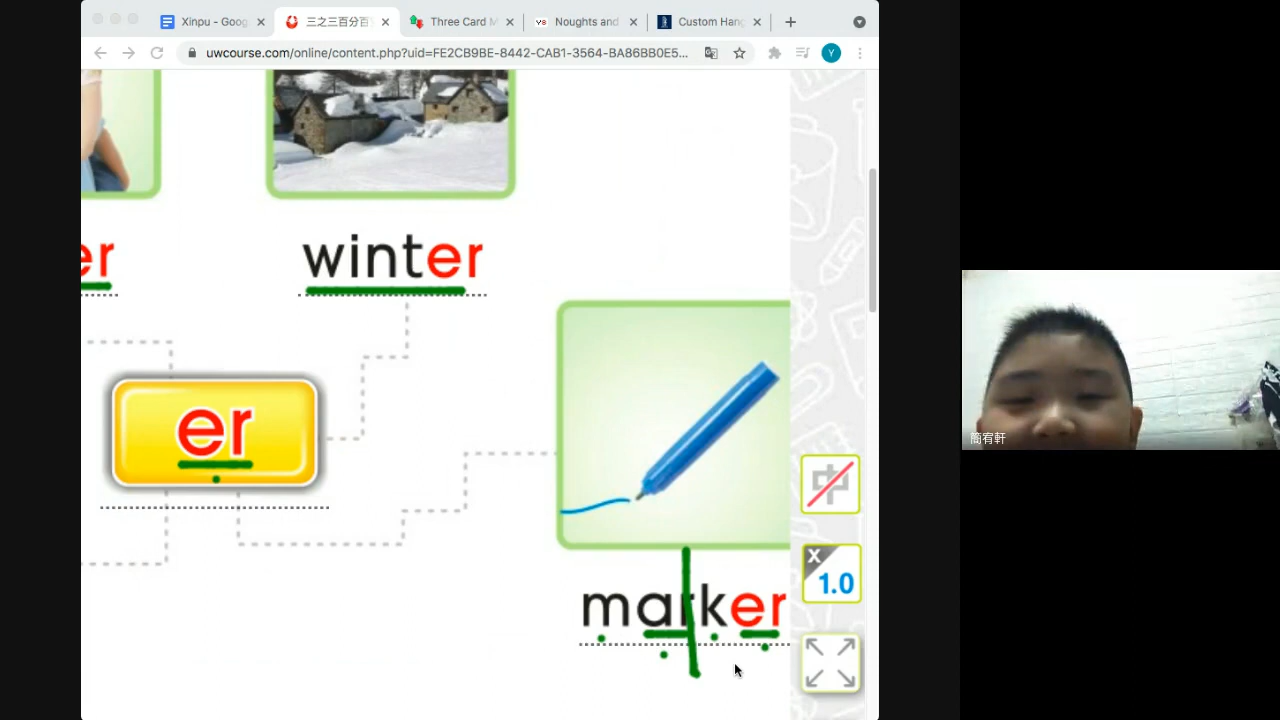 Xinpu - Goog
三之三百分百
Three Card M
Noughts and
Custom Hang
uwcourse.com/online/content.php?uid=FE2CB9BE-8442-CAB1-3564-BA86BB0E5...
Y
er
winter
er
marker
中
X
1.0
簡宥軒